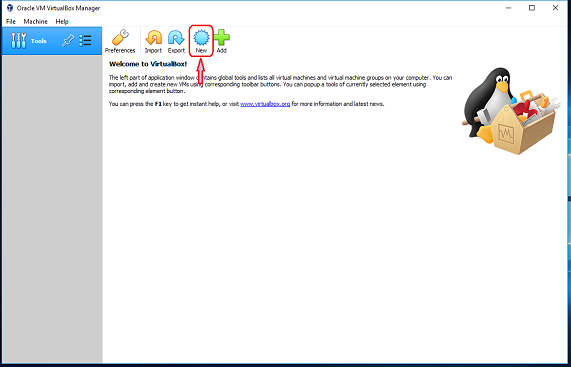 Oracle VM VirtualBox Manager
File Machine Help
Tools
Preferences Import Export New Add
Welcome to VirtualBox!
The left part of application window contains global tools and lists all virtual machines and virtual machine groups on your computer. You can
import, add and create new VMs using corresponding toolbar buttons. You can popup a tools of currently selected element using
corresponding element button.
You can press the F1 key to get instant help, or visit www.virtualbox.org for more information and latest news.